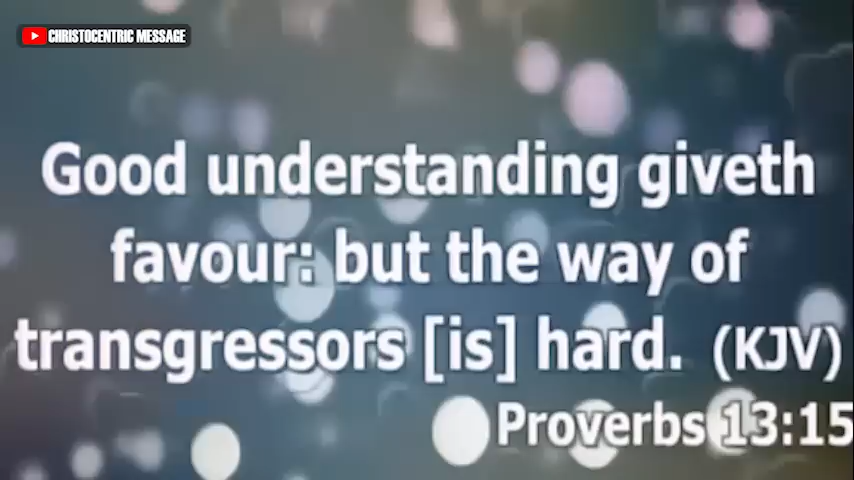 CHRISTOCENTRIC MESSAGE
Good understanding giveth
favour: but the way of
transgressors [is] hard. (KJV)
Proverbs 13:15